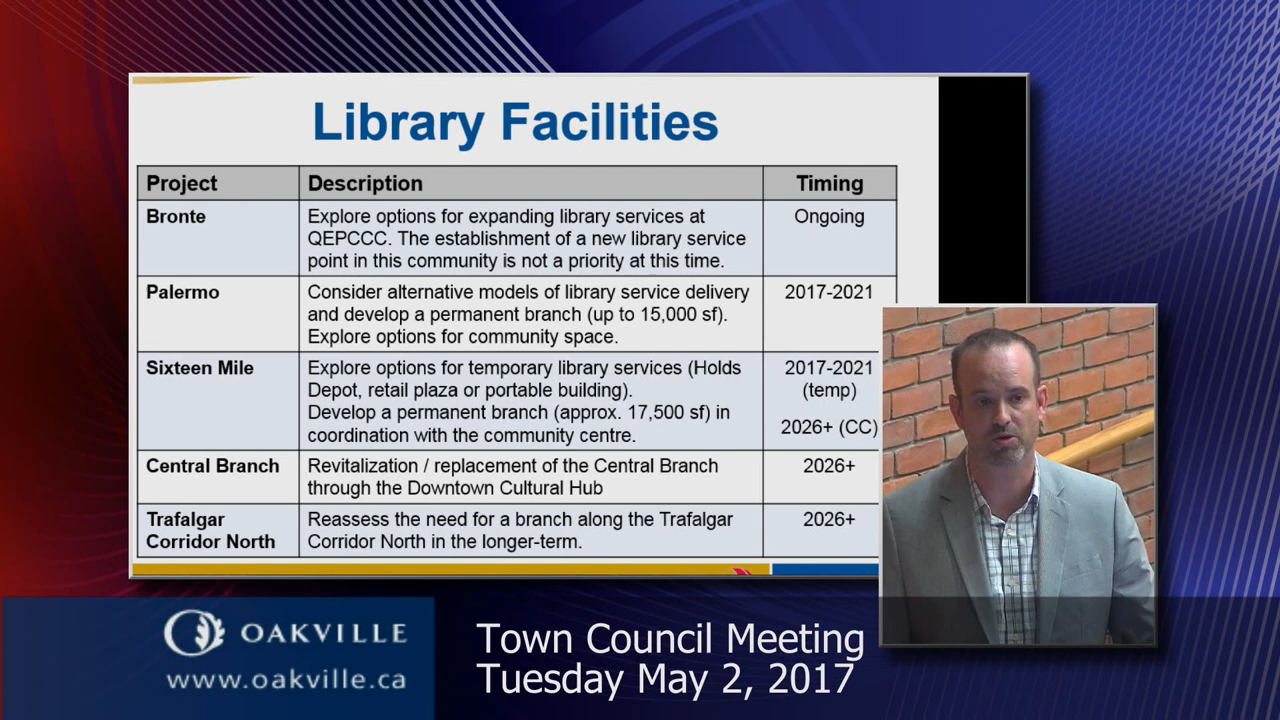 Library Facilities
Project Description Timing
Bronte Explore options for expanding library services at Ongoing
QEPCCC. The establishment of a new library service
point in this community is not a priority at this time.
Palermo Consider alternative models of library service delivery 2017-2021
and develop a permanent branch (up to 15,000 sf).
Explore options for community space.
Sixteen Mile Explore options for temporary library services (Holds 2017-2021
Depot, retail plaza or portable building). (temp)
Develop a permanent branch (approx. 17,500 sf) in 2026+ (CC)
coordination with the community centre.
Central Branch Revitalization / replacement of the Central Branch 2026+
through the Downtown Cultural Hub
Trafalgar Reassess the need for a branch along the Trafalgar 2026+
Corridor North Corridor North in the longer-term.
OAKVILLE
www.oakville.ca
Town Council Meeting
Tuesday May 2, 2017